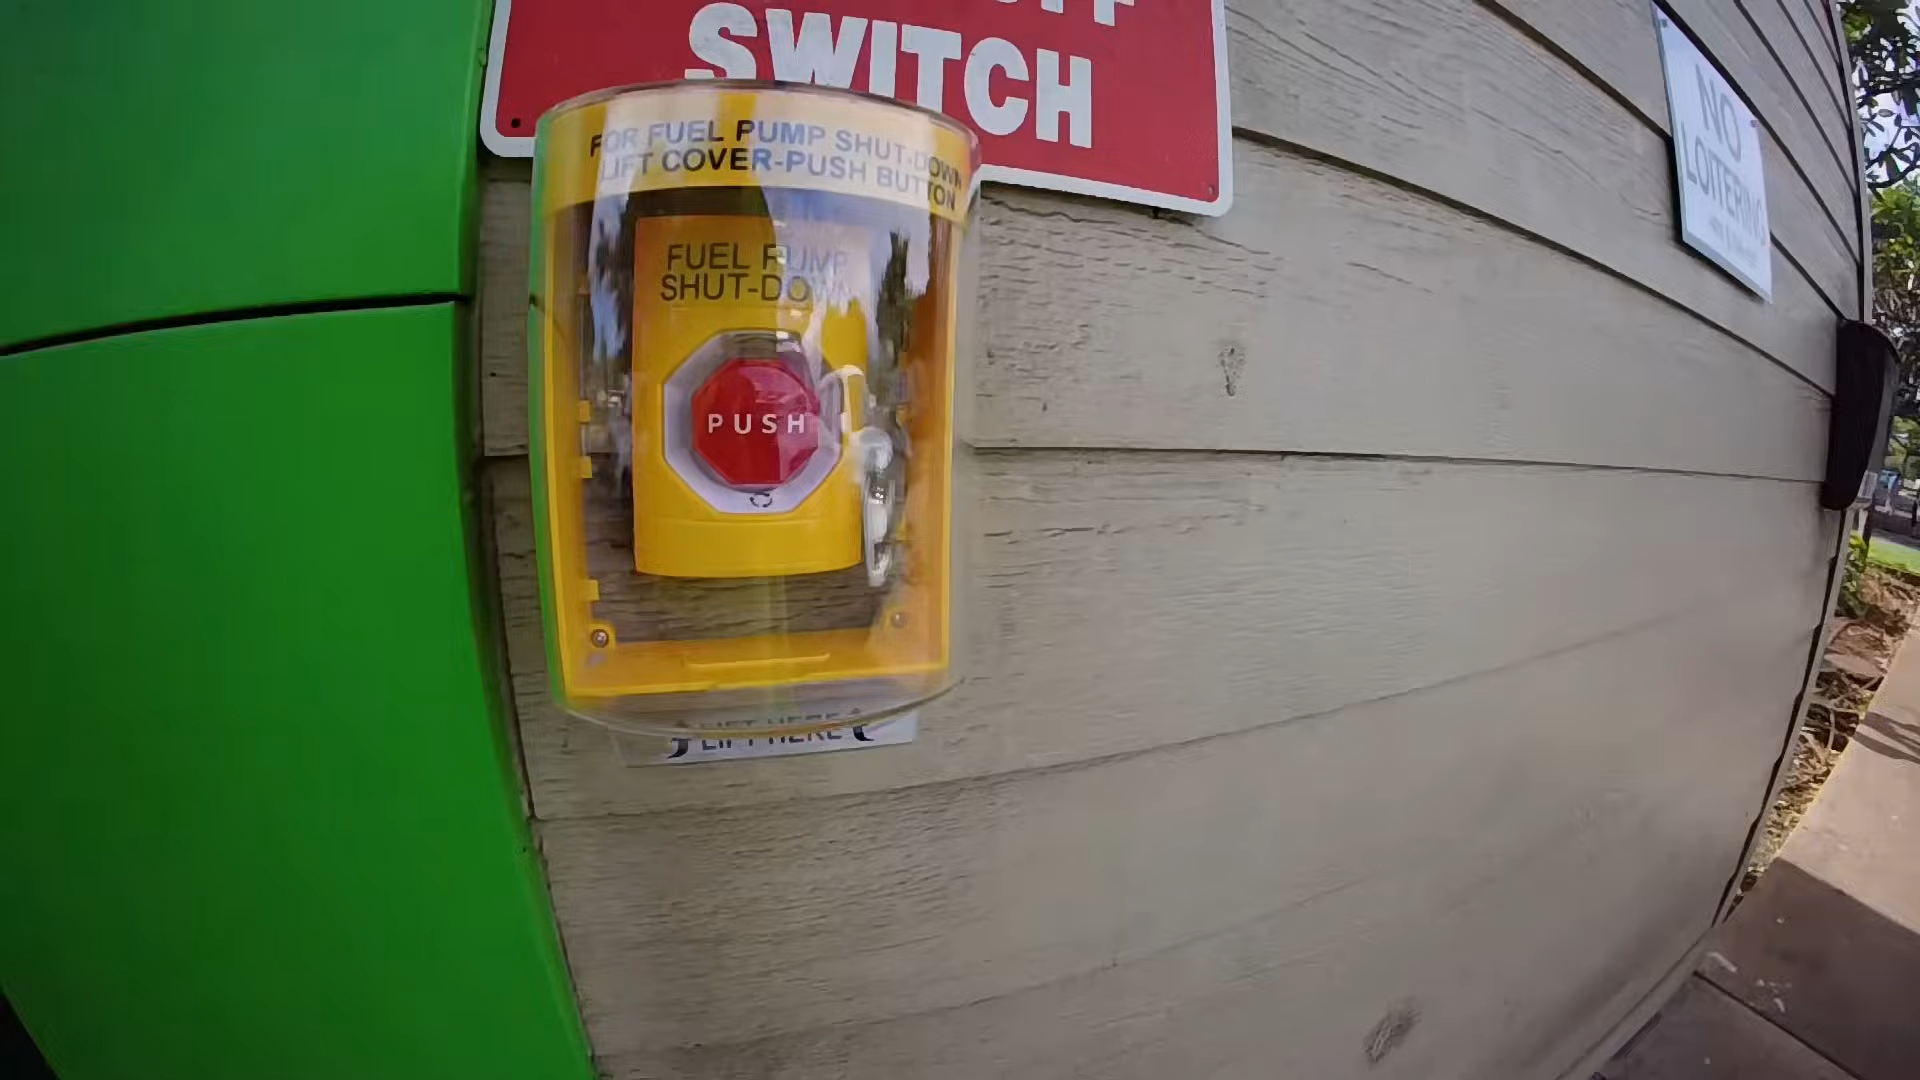 SWITCH
FOR FUEL PUMP SHUT-DOWN
LIFT COVER-PUSH BUTTON
FUEL PUMP
SHUT-DOWN
PUSH
LIFT HERE
NO
LOITERING